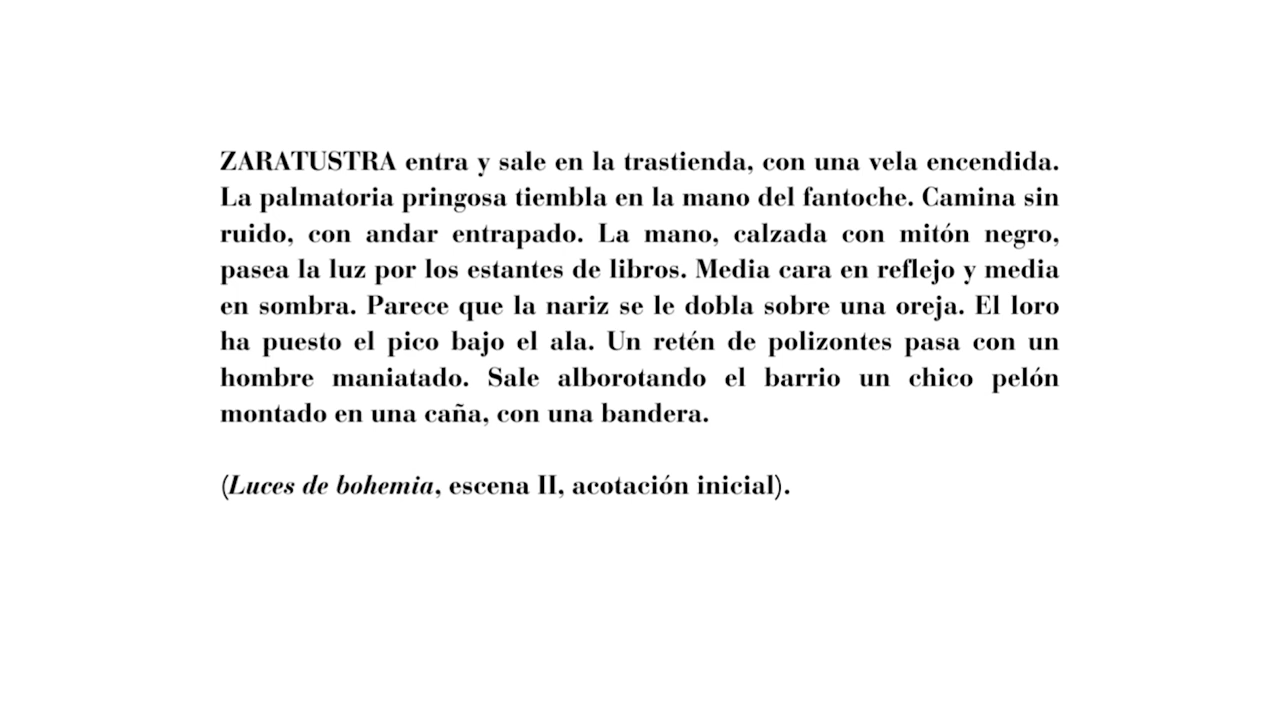 ZARATUSTRA entra y sale en la trastienda, con una vela encendida.
La palmatoria pringosa tiembla en la mano del fantoche. Camina sin
ruido, con andar entrapado. La mano, calzada con mitón negro,
pasea la luz por los estantes de libros. Media cara en reflejo y media
en sombra. Parece que la nariz se le dobla sobre una oreja. El loro
ha puesto el pico bajo el ala. Un retén de polizontes pasa con un
hombre maniatado. Sale alborotando el barrio un chico pelón
montado en una caña, con una bandera.
(Luces de bohemia, escena II, acotación inicial).